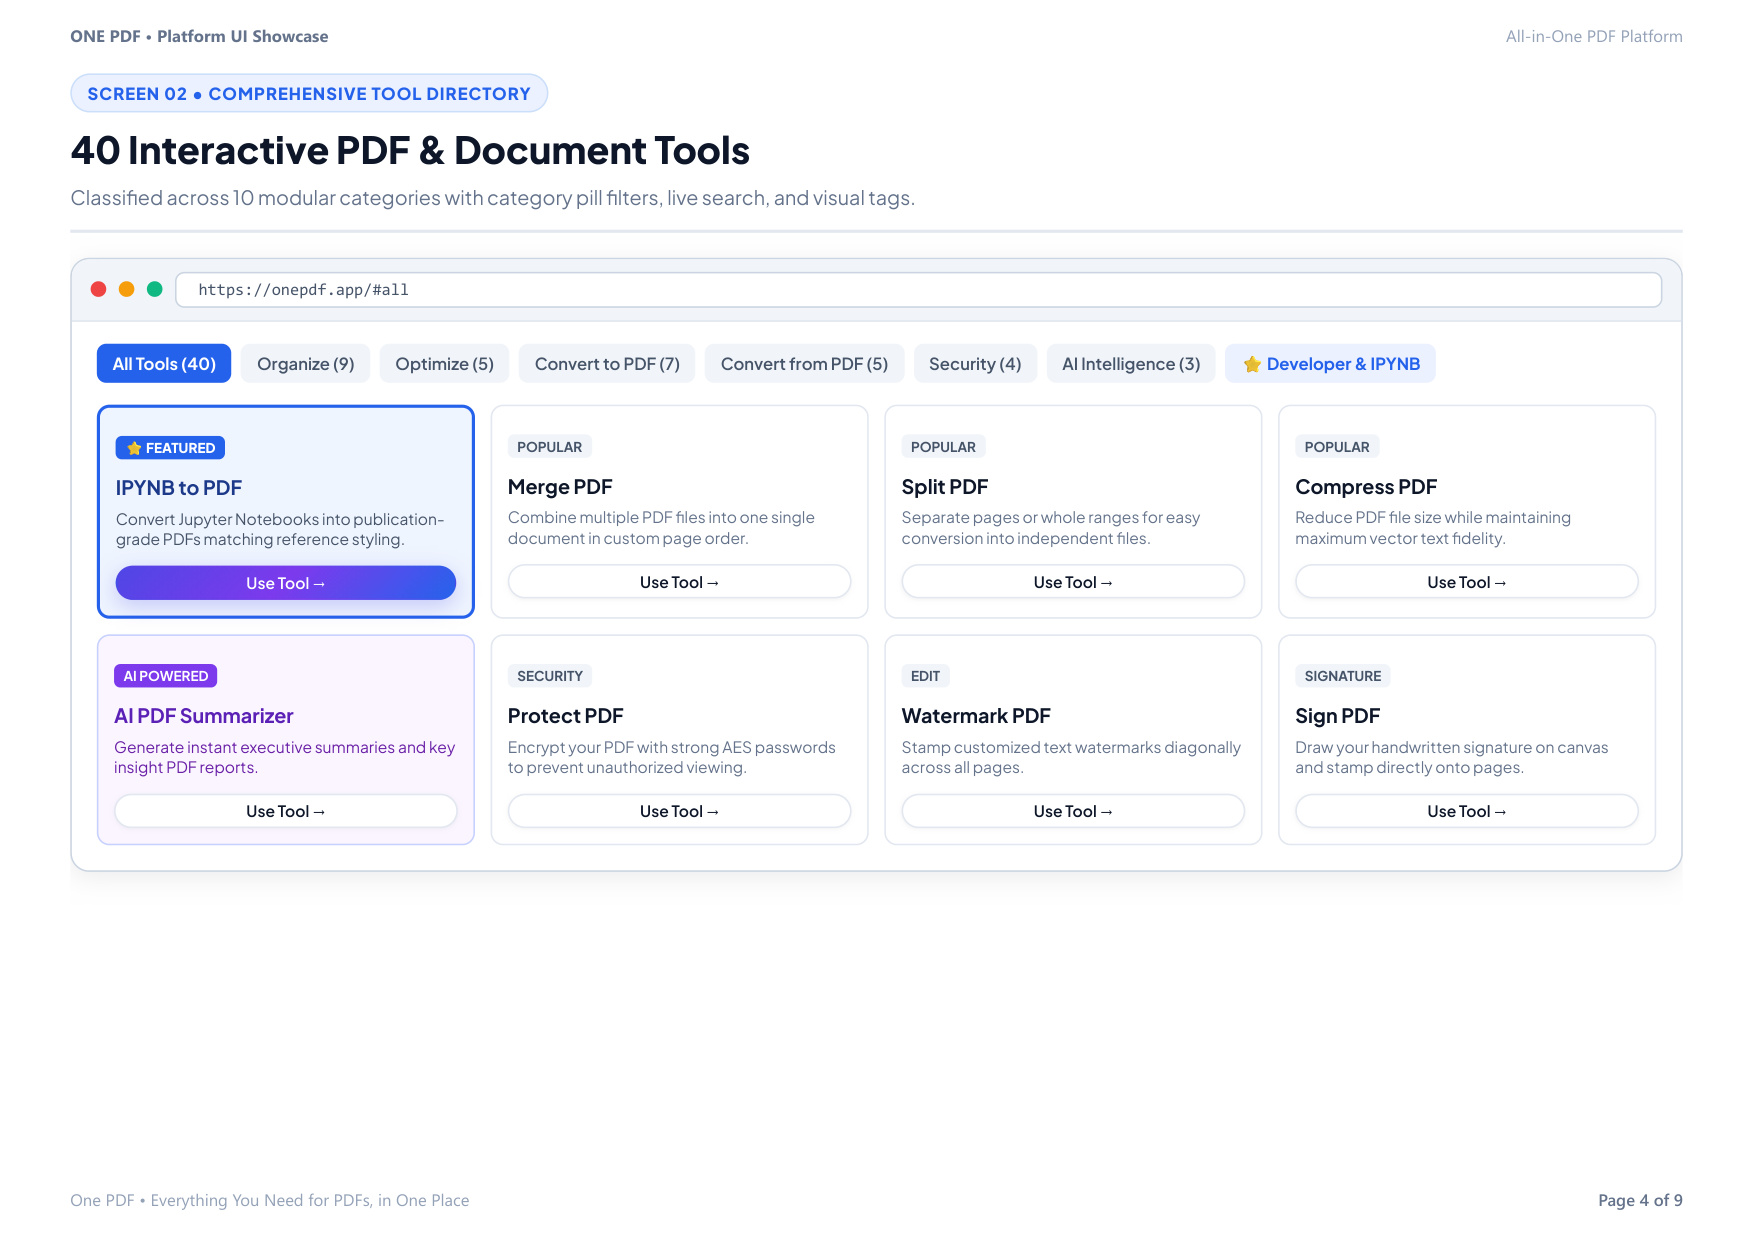 ONE PDF • Platform UI Showcase
All-in-One PDF Platform
SCREEN 02 ● COMPREHENSIVE TOOL DIRECTORY
40 Interactive PDF & Document Tools
Classified across 10 modular categories with category pill filters, live search, and visual tags.
https://onepdf.app/#all
All Tools (40)
Organize (9)
Optimize (5)
Convert to PDF (7)
Convert from PDF (5)
Security (4)
AI Intelligence (3)
⭐ Developer & IPYNB
⭐ FEATURED
IPYNB to PDF
Convert Jupyter Notebooks into publication-
grade PDFs matching reference styling.
Use Tool →
POPULAR
Merge PDF
Combine multiple PDF files into one single
document in custom page order.
Use Tool →
POPULAR
Split PDF
Separate pages or whole ranges for easy
conversion into independent files.
Use Tool →
POPULAR
Compress PDF
Reduce PDF file size while maintaining
maximum vector text fidelity.
Use Tool →
AI POWERED
AI PDF Summarizer
Generate instant executive summaries and key
insight PDF reports.
Use Tool →
SECURITY
Protect PDF
Encrypt your PDF with strong AES passwords
to prevent unauthorized viewing.
Use Tool →
EDIT
Watermark PDF
Stamp customized text watermarks diagonally
across all pages.
Use Tool →
SIGNATURE
Sign PDF
Draw your handwritten signature on canvas
and stamp directly onto pages.
Use Tool →
One PDF • Everything You Need for PDFs, in One Place
Page 4 of 9